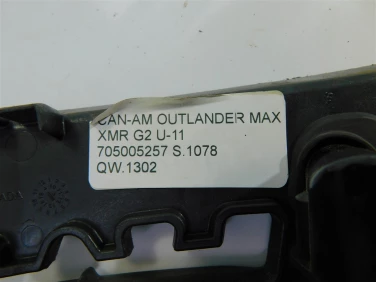 CAN-AM OUTLANDER MAX
XMR G2 U-11
705005257 S.1078
QW.1302